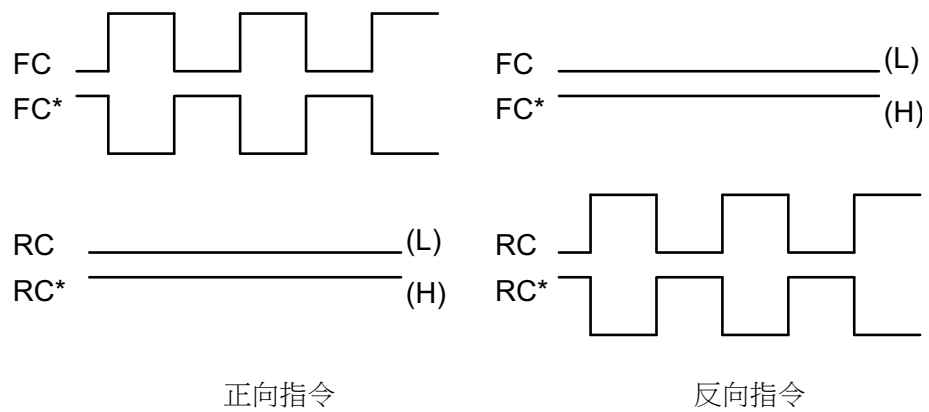 FC
FC*
RC (L)
RC* (H)
正向指令
FC (L)
FC* (H)
RC
RC*
反向指令